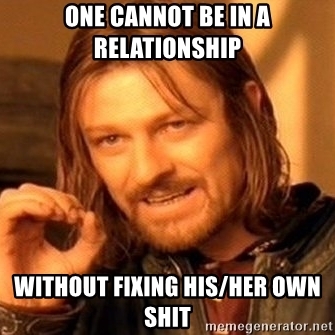 ONE CANNOT BE IN A
RELATIONSHIP
WITHOUT FIXING HIS/HER OWN
SHIT
memegenerator.net